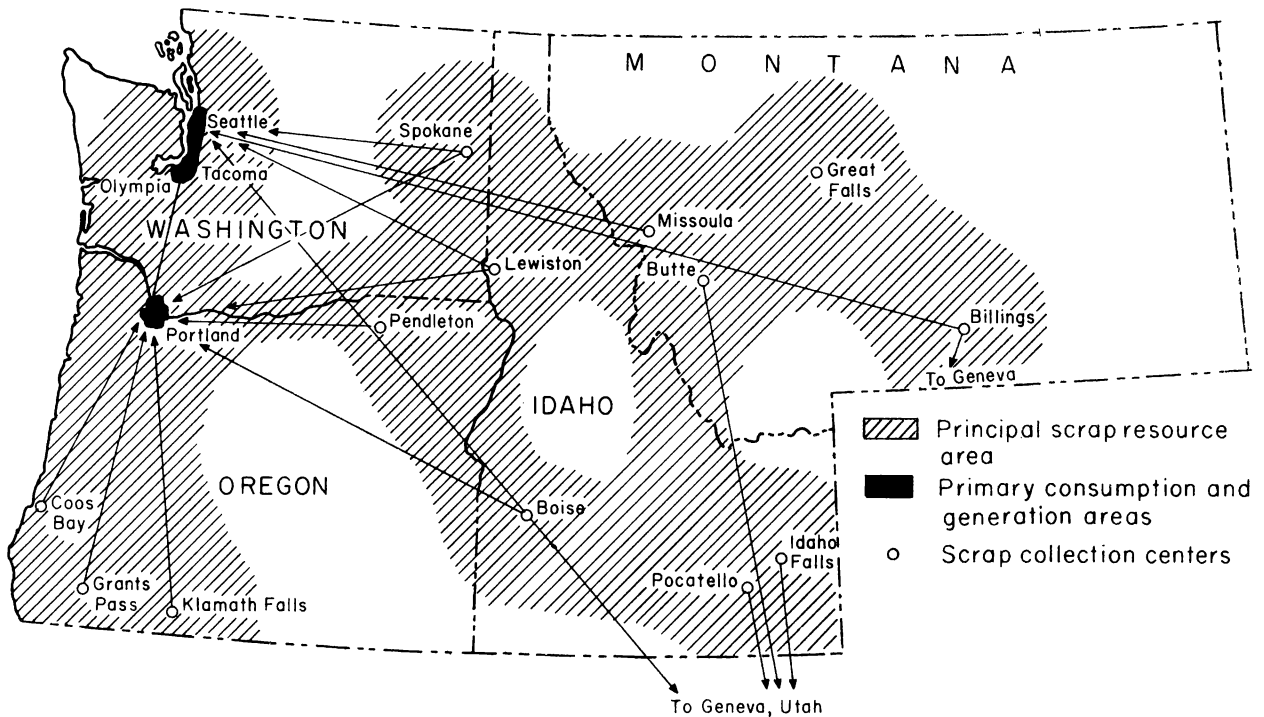 MONTANA
Seattle
Spokane
Great
Falls
Olympia
Tacoma
WASHINGTON
Missoula
Lewiston
Butte
Portland
Pendleton
Billings
To Geneva
IDAHO
Principal scrap resource
area
OREGON
Primary consumption and
generation areas
Coos
Bay
Boise
Idaho
Falls
Scrap collection centers
Grants
Pass
Klamath Falls
Pocatello
To Geneva, Utah